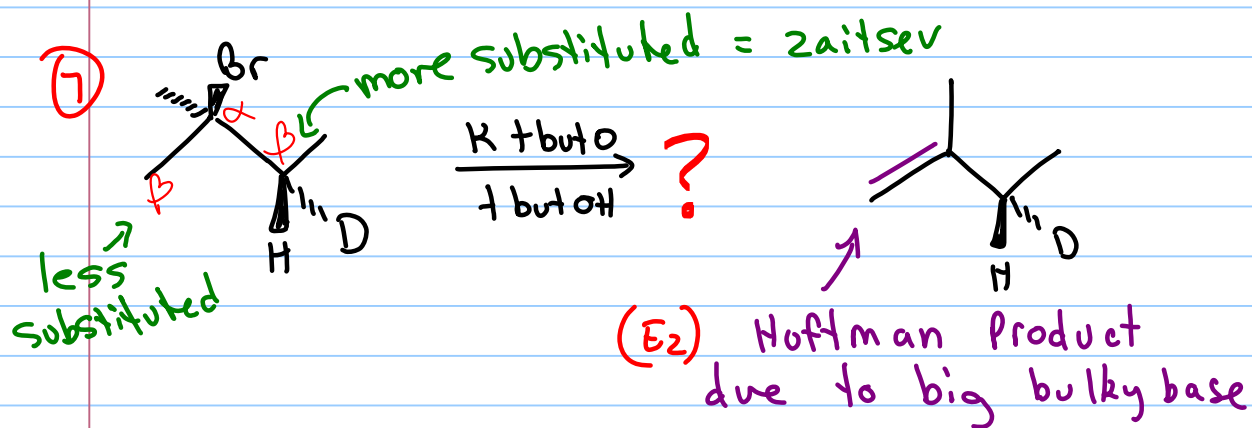 7
Br
more substituted = zaitsev
α
β
β
H
D
less
substituted
K tbutO
tbutOH
?
H
D
(E2)
Hoffman Product
due to big bulky base